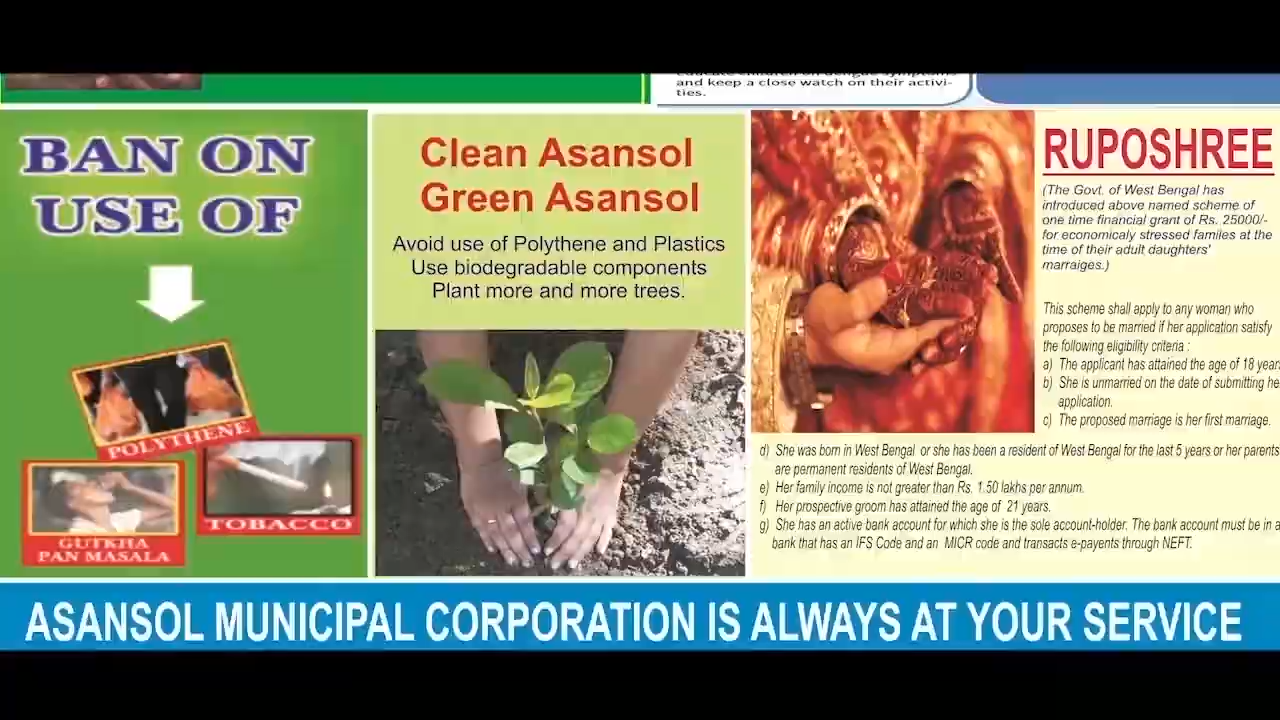 and keep a close watch on their activi-
ties.
BAN ON
USE OF
POLYTHENE
TOBACCO
GUTKHA
PAN MASALA
Clean Asansol
Green Asansol
Avoid use of Polythene and Plastics
Use biodegradable components
Plant more and more trees.
RUPOSHREE
(The Govt. of West Bengal has
introduced above named scheme of
one time financial grant of Rs. 25000/-
for economicaly stressed familes at the
time of their adult daughters'
marraiges.)
This scheme shall apply to any woman who
proposes to be married if her application satisfy
the following eligibility criteria :
a) The applicant has attained the age of 18 year
b) She is unmarried on the date of submitting he
application.
c) The proposed marriage is her first marriage.
d) She was born in West Bengal or she has been a resident of West Bengal for the last 5 years or her parents
are permanent residents of West Bengal.
e) Her family income is not greater than Rs. 1.50 lakhs per annum.
f) Her prospective groom has attained the age of 21 years.
g) She has an active bank account for which she is the sole account-holder. The bank account must be in a
bank that has an IFS Code and an MICR code and transacts e-payents through NEFT.
ASANSOL MUNICIPAL CORPORATION IS ALWAYS AT YOUR SERVICE